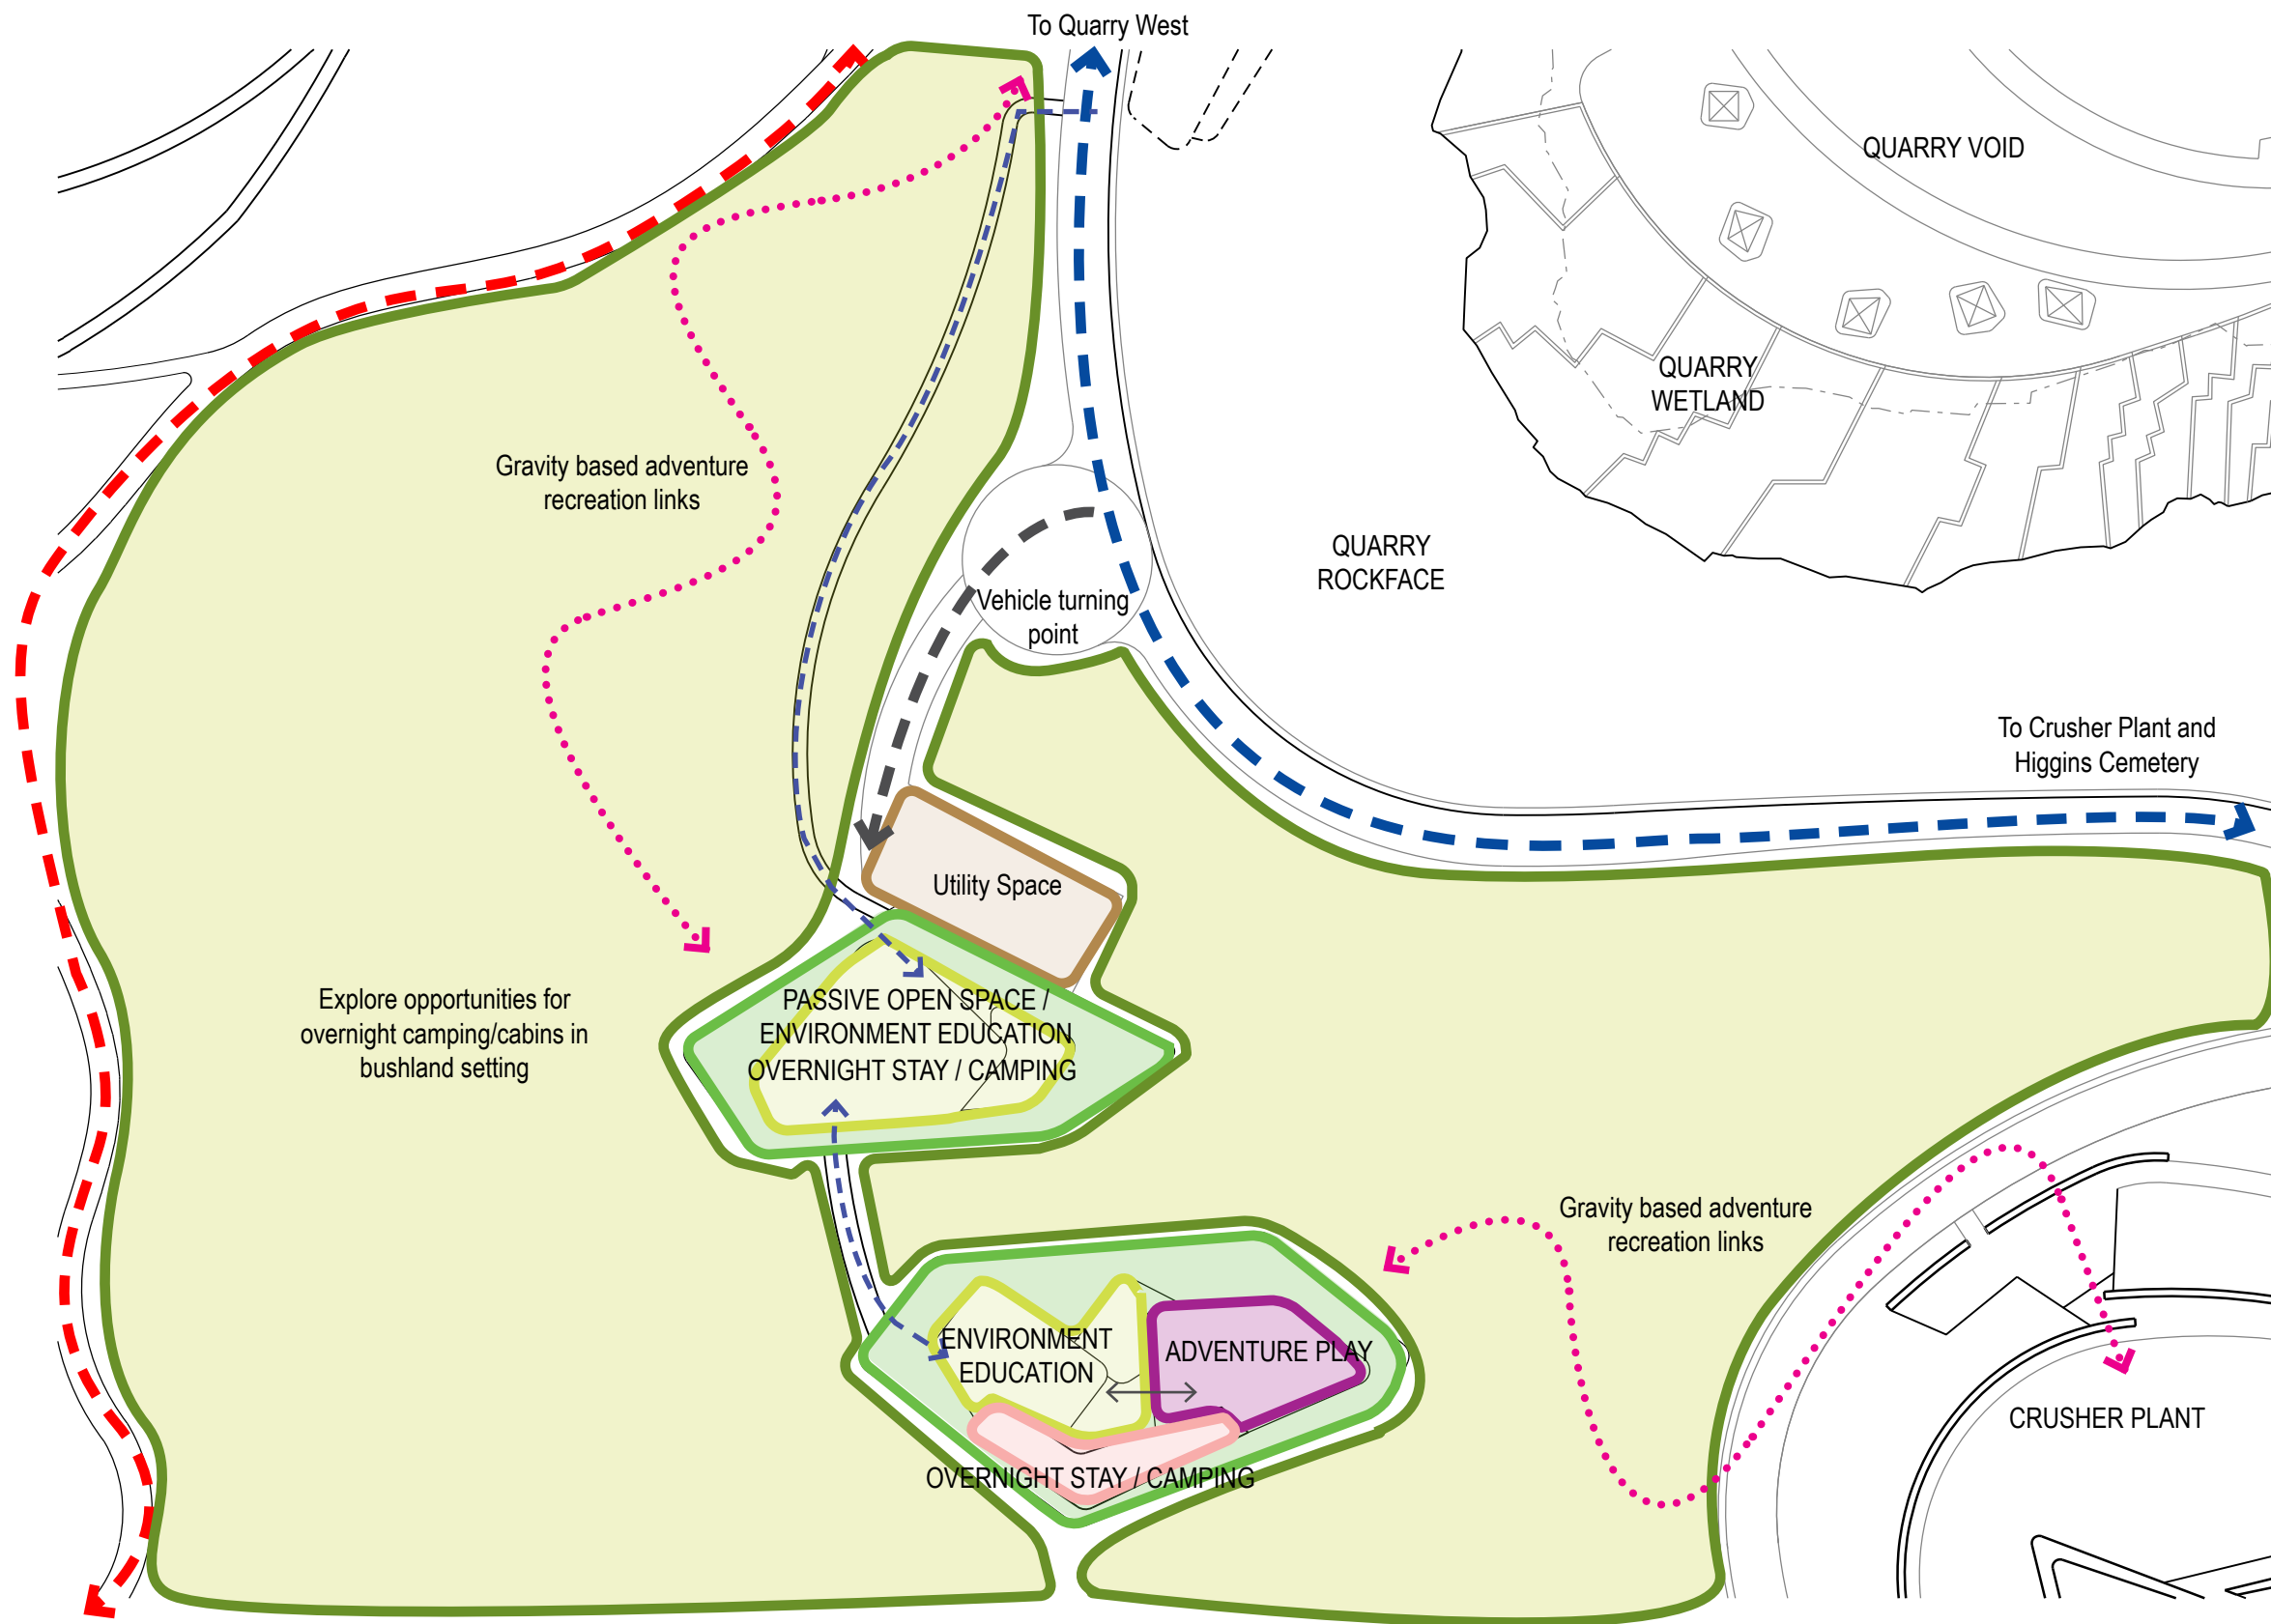 To Quarry West
QUARRY VOID
QUARRY
WETLAND
Gravity based adventure
recreation links
QUARRY
ROCKFACE
Vehicle turning
point
To Crusher Plant and
Higgins Cemetery
Utility Space
Explore opportunities for
overnight camping/cabins in
bushland setting
PASSIVE OPEN SPACE /
ENVIRONMENT EDUCATION
OVERNIGHT STAY / CAMPING
Gravity based adventure
recreation links
ENVIRONMENT
EDUCATION
ADVENTURE PLAY
CRUSHER PLANT
OVERNIGHT STAY / CAMPING